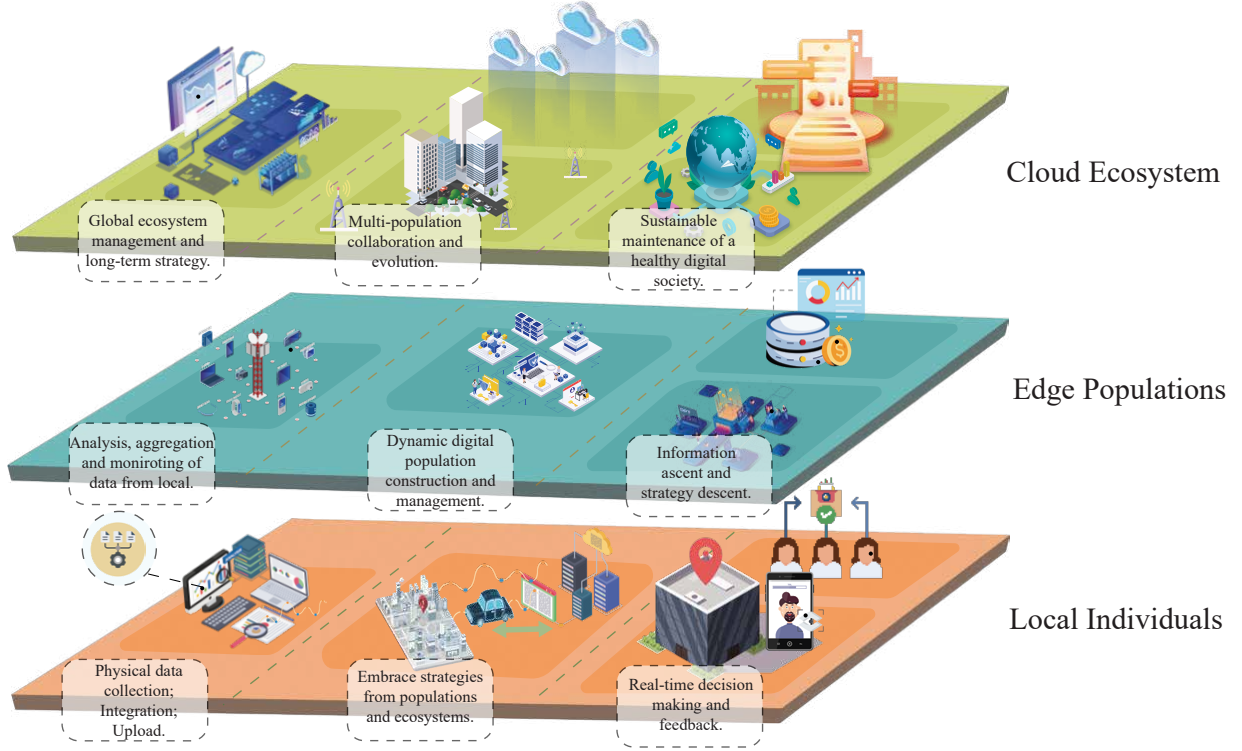 Cloud Ecosystem
Global ecosystem
management and
long-term strategy.
Multi-population
collaboration and
evolution.
Sustainable
maintenance of a
healthy digital
society.
Edge Populations
Analysis, aggregation
and moniroting of
data from local.
Dynamic digital
population
construction and
management.
Information
ascent and
strategy descent.
Local Individuals
Physical data
collection;
Integration;
Upload.
Embrace strategies
from populations
and ecosystems.
Real-time decision
making and
feedback.